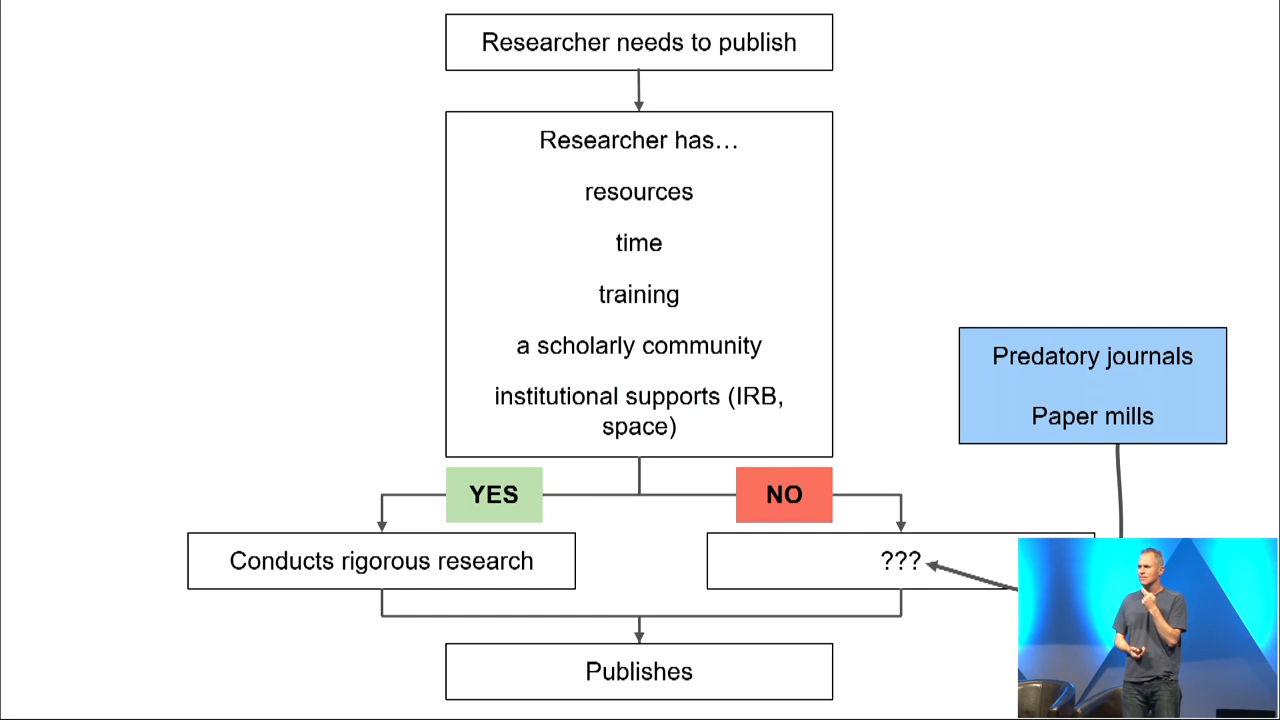 Researcher needs to publish
Researcher has…
resources
time
training
a scholarly community
institutional supports (IRB,
space)
Predatory journals
Paper mills
YES
NO
Conducts rigorous research
???
Publishes